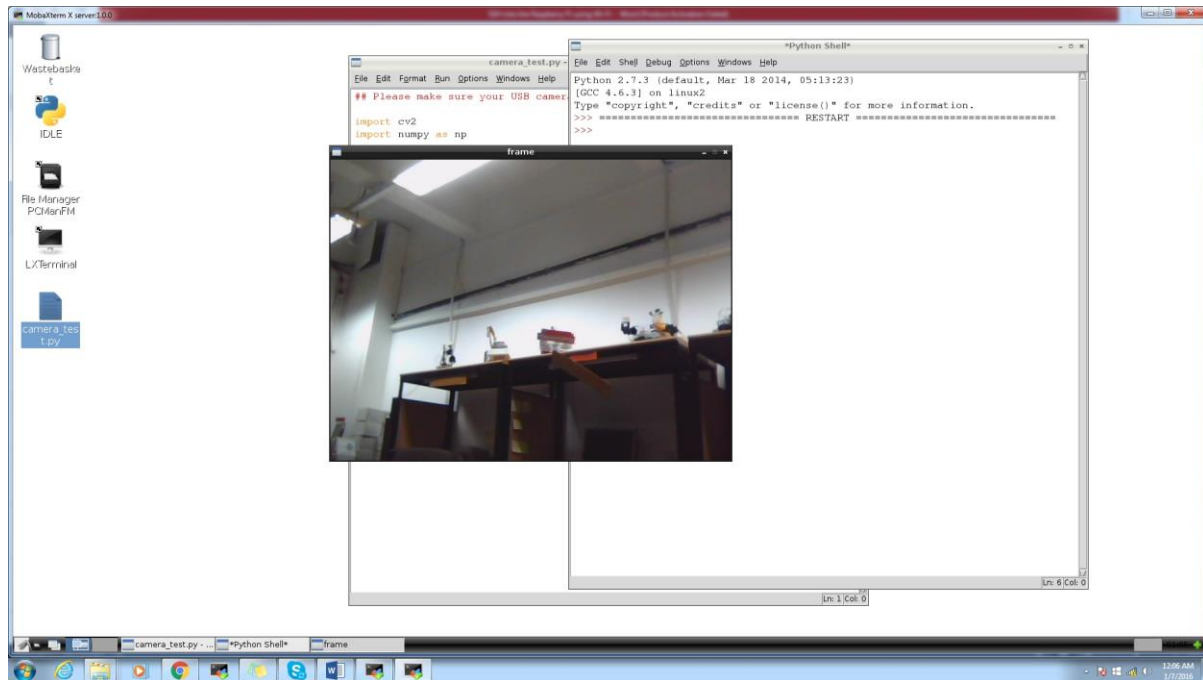 MobaXterm X server1.0.0
Wastebaske
t
IDLE
File Manager
PCManFM
LXTerminal
camera_tes
t.py
camera_test.py -
File Edit Format Run Options Windows Help
## Please make sure your USB camer
import cv2
import numpy as np
Ln: 1 Col: 0
*Python Shell*
File Edit Shell Debug Options Windows Help
Python 2.7.3 (default, Mar 18 2014, 05:13:23)
[GCC 4.6.3] on linux2
Type "copyright", "credits" or "license()" for more information.
>>> ================================ RESTART ================================
>>>
Ln: 6 Col: 0
frame
camera_test.py - ...
*Python Shell*
frame
12:06 AM
1/7/2016